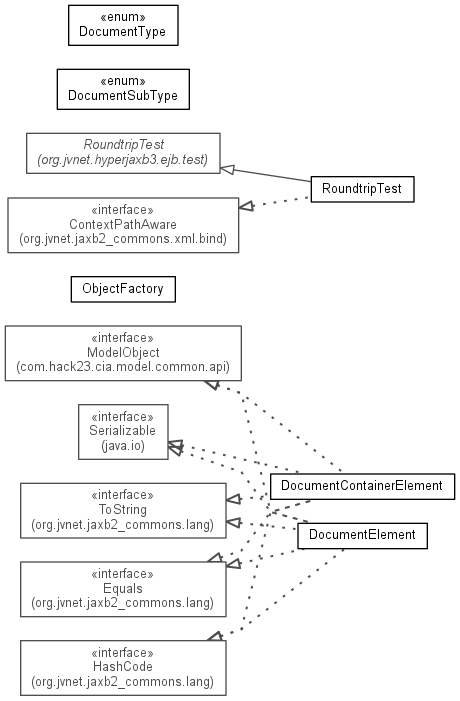 «enum»
DocumentType
«enum»
DocumentSubType
RoundtripTest
(org.jvnet.hyperjaxb3.ejb.test)
RoundtripTest
«interface»
ContextPathAware
(org.jvnet.jaxb2_commons.xml.bind)
ObjectFactory
«interface»
ModelObject
(com.hack23.cia.model.common.api)
«interface»
Serializable
(java.io)
DocumentContainerElement
«interface»
ToString
(org.jvnet.jaxb2_commons.lang)
DocumentElement
«interface»
Equals
(org.jvnet.jaxb2_commons.lang)
«interface»
HashCode
(org.jvnet.jaxb2_commons.lang)